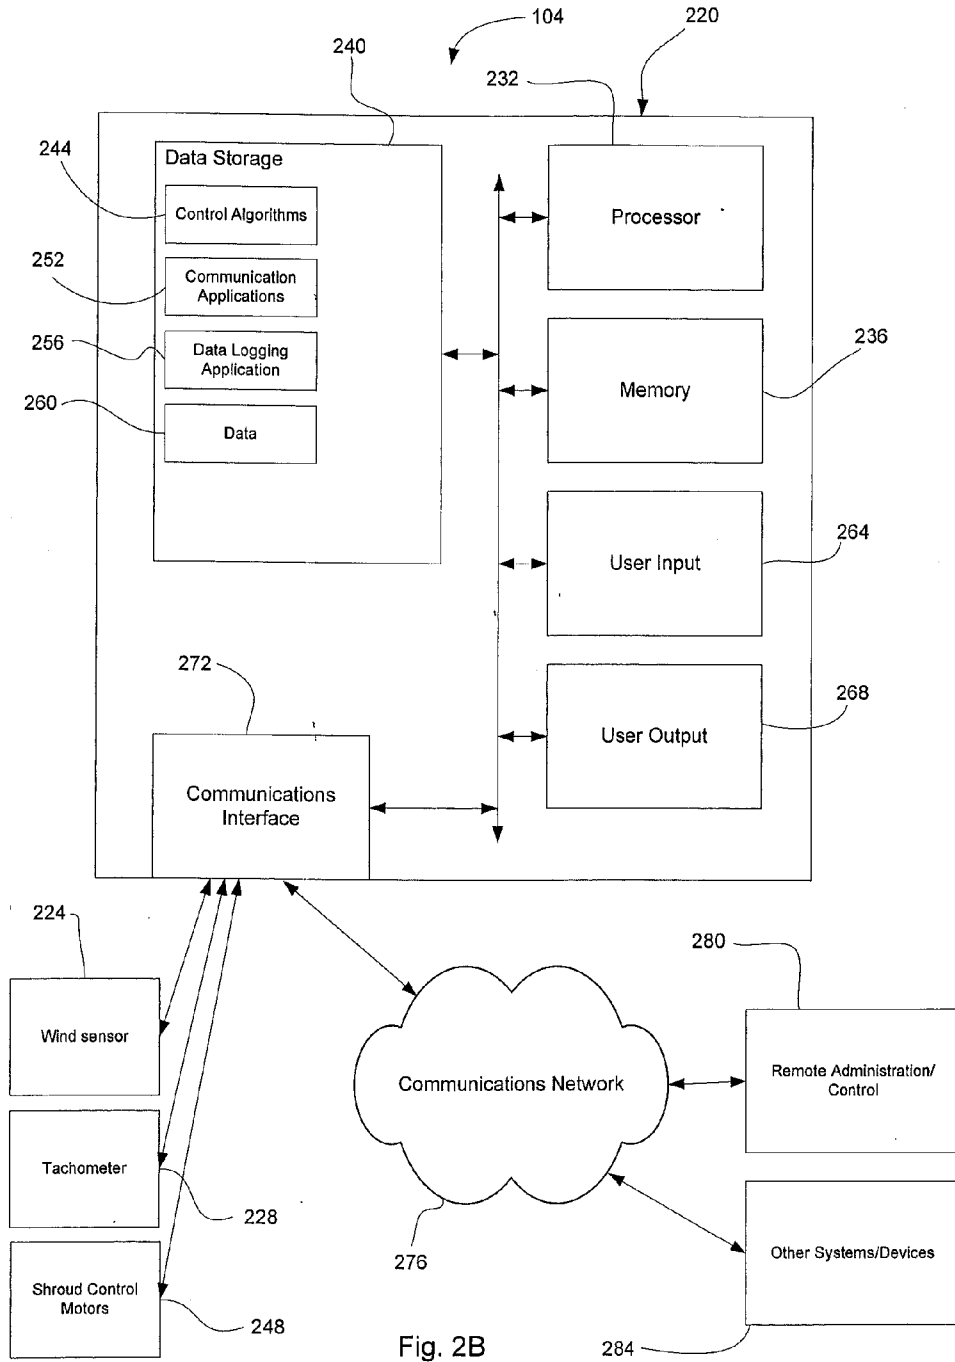 104
220
240
232
244
Data Storage
Control Algorithms
Processor
252
Communication
Applications
256
Data Logging
Application
Memory
236
260
Data
264
User Input
272
268
User Output
Communications
Interface
224
280
Wind sensor
Communications Network
Remote Administration/
Control
Tachometer
228
276
Other Systems/Devices
Shroud Control
Motors
248
284
Fig. 2B